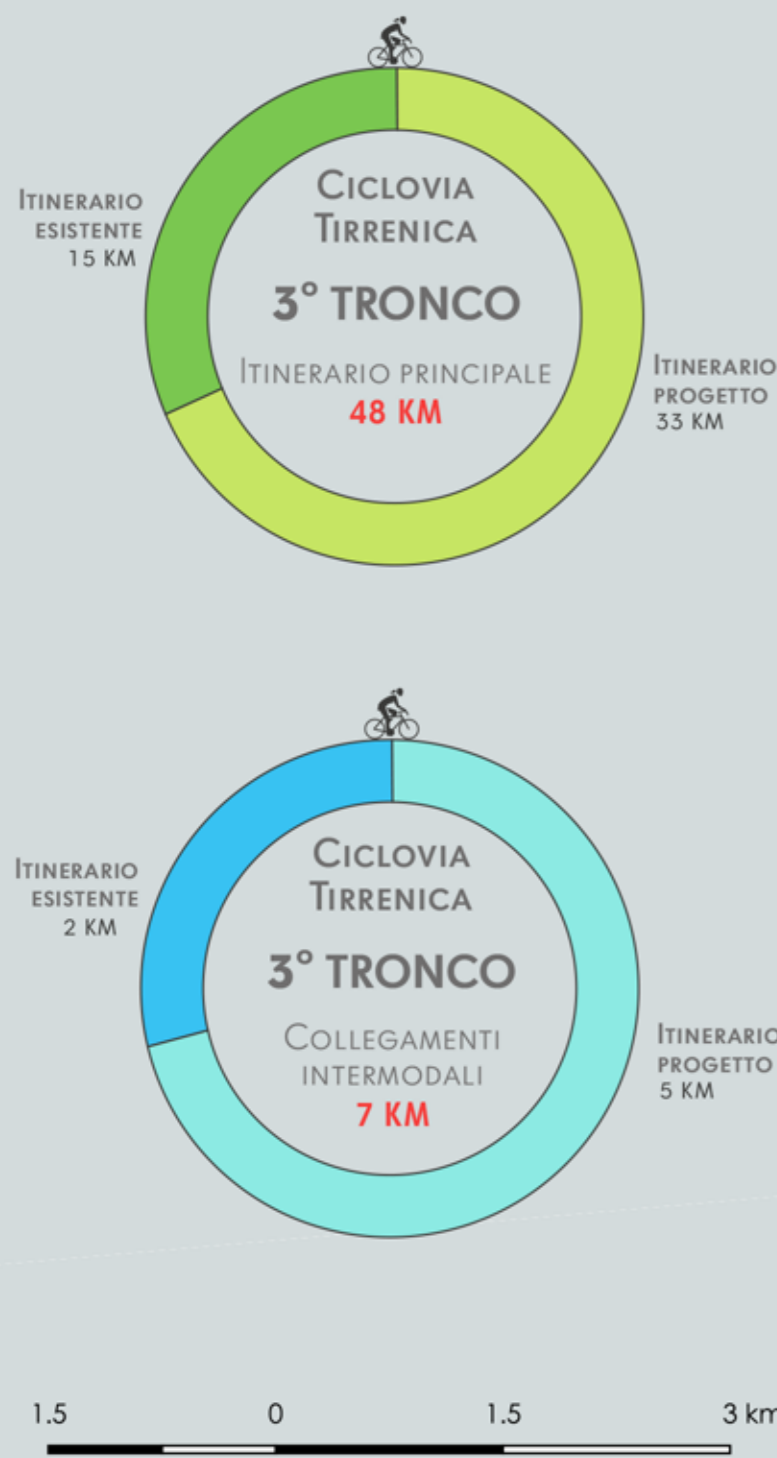 CICLOVIA
TIRRENICA
3° TRONCO
ITINERARIO PRINCIPALE
48 KM
ITINERARIO
ESISTENTE
15 KM
ITINERARIO
PROGETTO
33 KM
CICLOVIA
TIRRENICA
3° TRONCO
COLLEGAMENTI
INTERMODALI
7 KM
ITINERARIO
ESISTENTE
2 KM
ITINERARIO
PROGETTO
5 KM
1.5 0 1.5 3 km